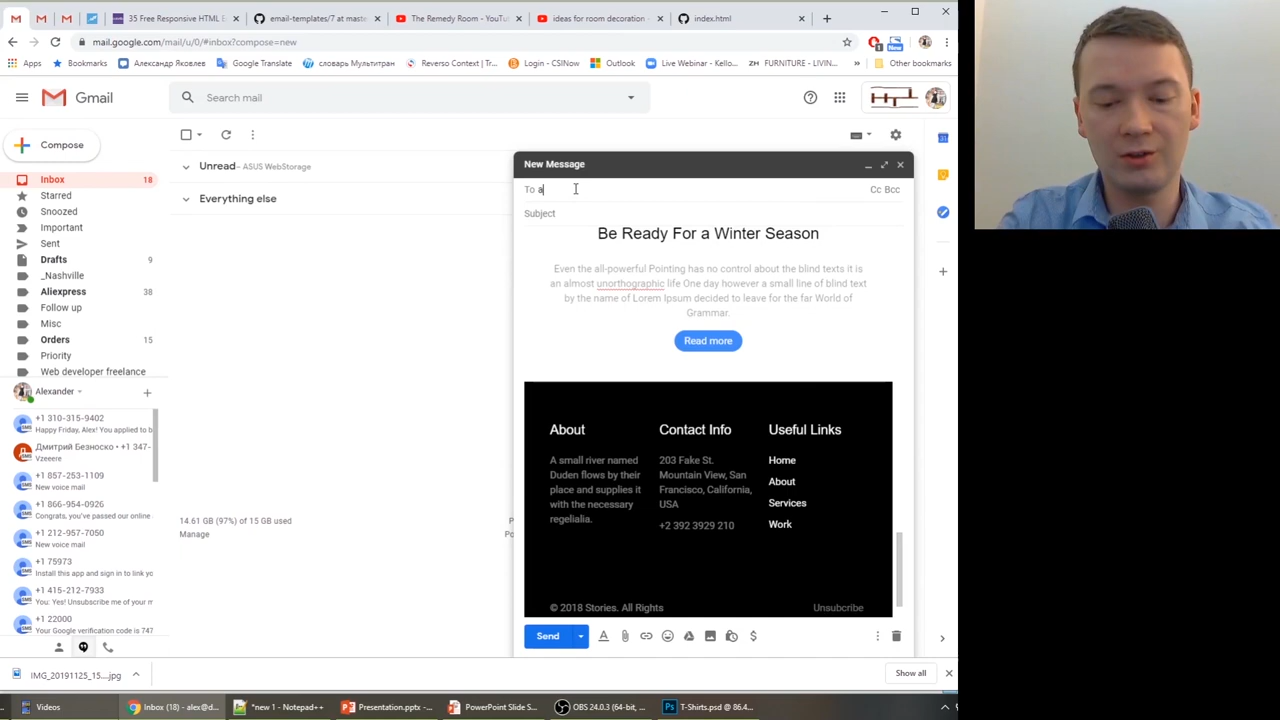 35 Free Responsive HTML E
email-templates/7 at maste
The Remedy Room - YouTu
ideas for room decoration -
index.html
mail.google.com/mail/u/0/#inbox?compose=new
Apps
Bookmarks
Александр Яковлев
Google Translate
словарь Мультитран
Reverso Context | Tr...
Login - CSINow
Outlook
Live Webinar - Kello...
ZH FURNITURE - LIVIN...
Other bookmarks
Gmail
Search mail
Compose
Inbox 18
Starred
Snoozed
Important
Sent
Drafts 9
_Nashville
Aliexpress 38
Follow up
Misc
Orders 15
Priority
Web developer freelance
Alexander
+1 310-315-9402
Happy Friday, Alex! You applied to b
Дмитрий Безноско • +1 347-
Vzeeere
+1 857-253-1109
New voice mail
+1 866-954-0926
Congrats, you've passed our online
+1 212-957-7050
New voice mail
+1 75973
Install this app and sign in to link yo
+1 415-212-7933
You: Yes! Unsubscribe me of your m
+1 22000
Your Google verification code is 747
Unread - ASUS WebStorage
Everything else
14.61 GB (97%) of 15 GB used
Manage
New Message
To a
Cc Bcc
Subject
Be Ready For a Winter Season
Even the all-powerful Pointing has no control about the blind texts it is
an almost unorthographic life One day however a small line of blind text
by the name of Lorem Ipsum decided to leave for the far World of
Grammar.
Read more
About
A small river named
Duden flows by their
place and supplies it
with the necessary
regelialia.
Contact Info
203 Fake St.
Mountain View, San
Francisco, California,
USA
+2 392 3929 210
Useful Links
Home
About
Services
Work
© 2018 Stories. All Rights
Unsubcribe
Send
IMG_20191125_15....jpg
Show all
Videos
Inbox (18) - alex@d...
*new 1 - Notepad++
Presentation.pptx -...
PowerPoint Slide S...
OBS 24.0.3 (64-bit, ...
T-Shirts.psd @ 86.4...